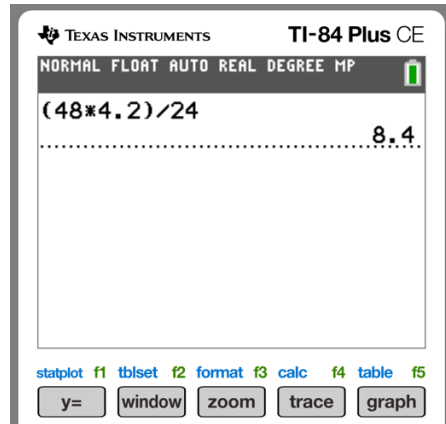 TEXAS INSTRUMENTS TI-84 Plus CE
NORMAL FLOAT AUTO REAL DEGREE MP
(48*4.2)/24
8.4
statplot f1 tblset f2 format f3 calc f4 table f5
y= window zoom trace graph